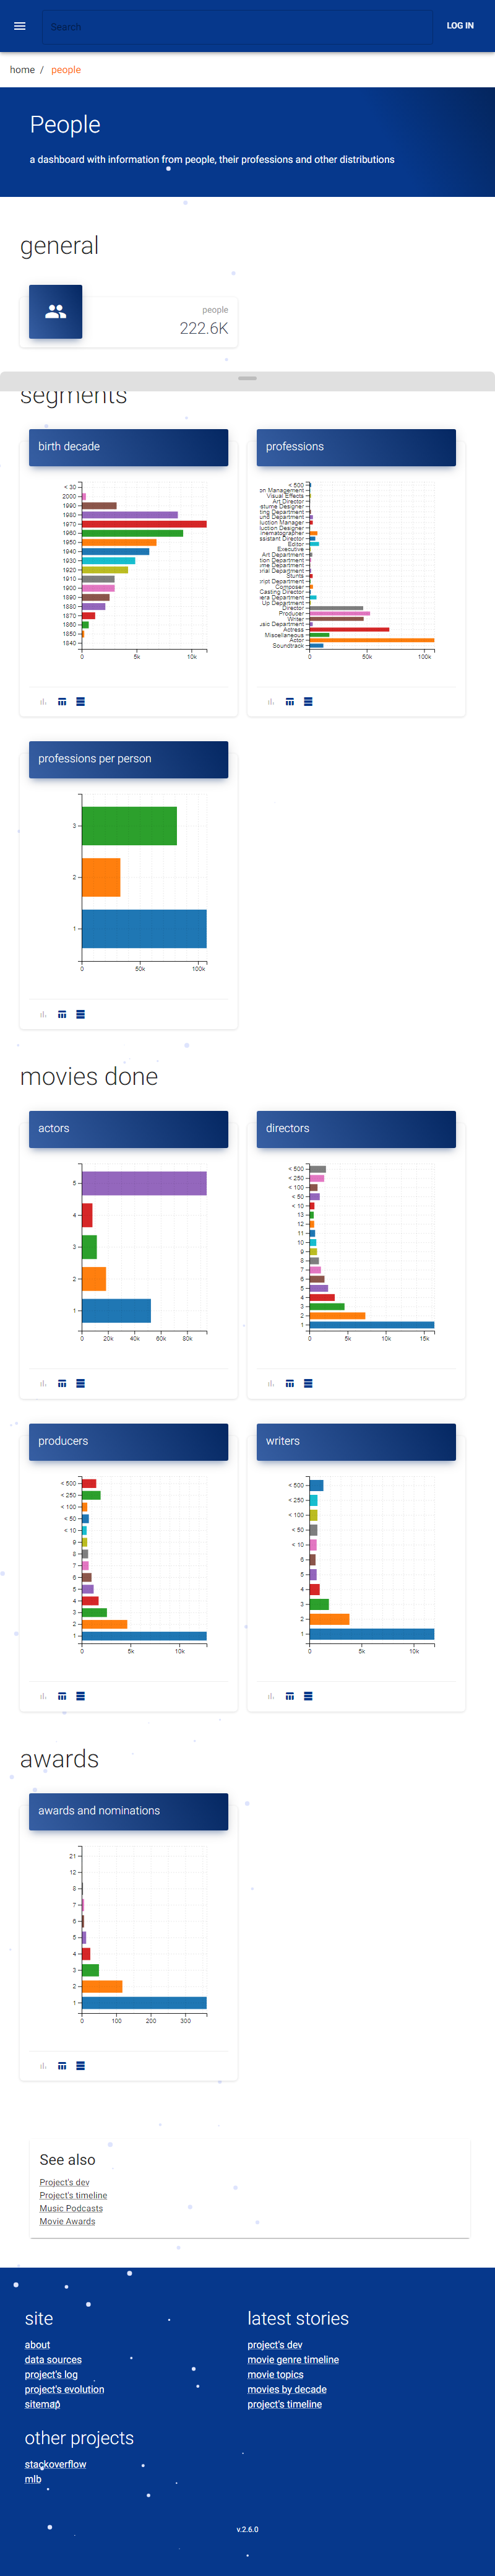 Search
LOG IN
home / people
People
a dashboard with information from people, their professions and other distributions
general
people
222.6K
segments
birth decade
< 30
2000
1990
1980
1970
1960
1950
1940
1930
1920
1910
1900
1890
1880
1870
1860
1850
1840
0 5k 10k
professions
< 500
on Management
Visual Effects
Art Director
stume Designer
ting Department
und Department
uction Manager
nematographer
ssistant Director
Editor
Executive
Art Department
tion Department
me Department
rial Department
Stunts
ript Department
Composer
Casting Director
era Department
Up Department
Director
Producer
Writer
usic Department
Actress
Miscellaneous
Actor
Soundtrack
0 50k 100k
professions per person
3
2
1
0 50k 100k
movies done
actors
5
4
3
2
1
0 20k 40k 60k 80k
directors
< 500
< 250
< 100
< 50
< 10
13
12
11
10
9
8
7
6
5
4
3
2
1
0 5k 10k 15k
producers
< 500
< 250
< 100
< 50
< 10
9
8
7
6
5
4
3
2
1
0 5k 10k
writers
< 500
< 250
< 100
< 50
< 10
6
5
4
3
2
1
0 5k 10k
awards
awards and nominations
21
12
8
7
6
5
4
3
2
1
0 100 200 300
See also
Project's dev
Project's timeline
Music Podcasts
Movie Awards
site
about
data sources
project's log
project's evolution
sitemap
latest stories
project's dev
movie genre timeline
movie topics
movies by decade
project's timeline
other projects
stackoverflow
mlb
v.2.6.0